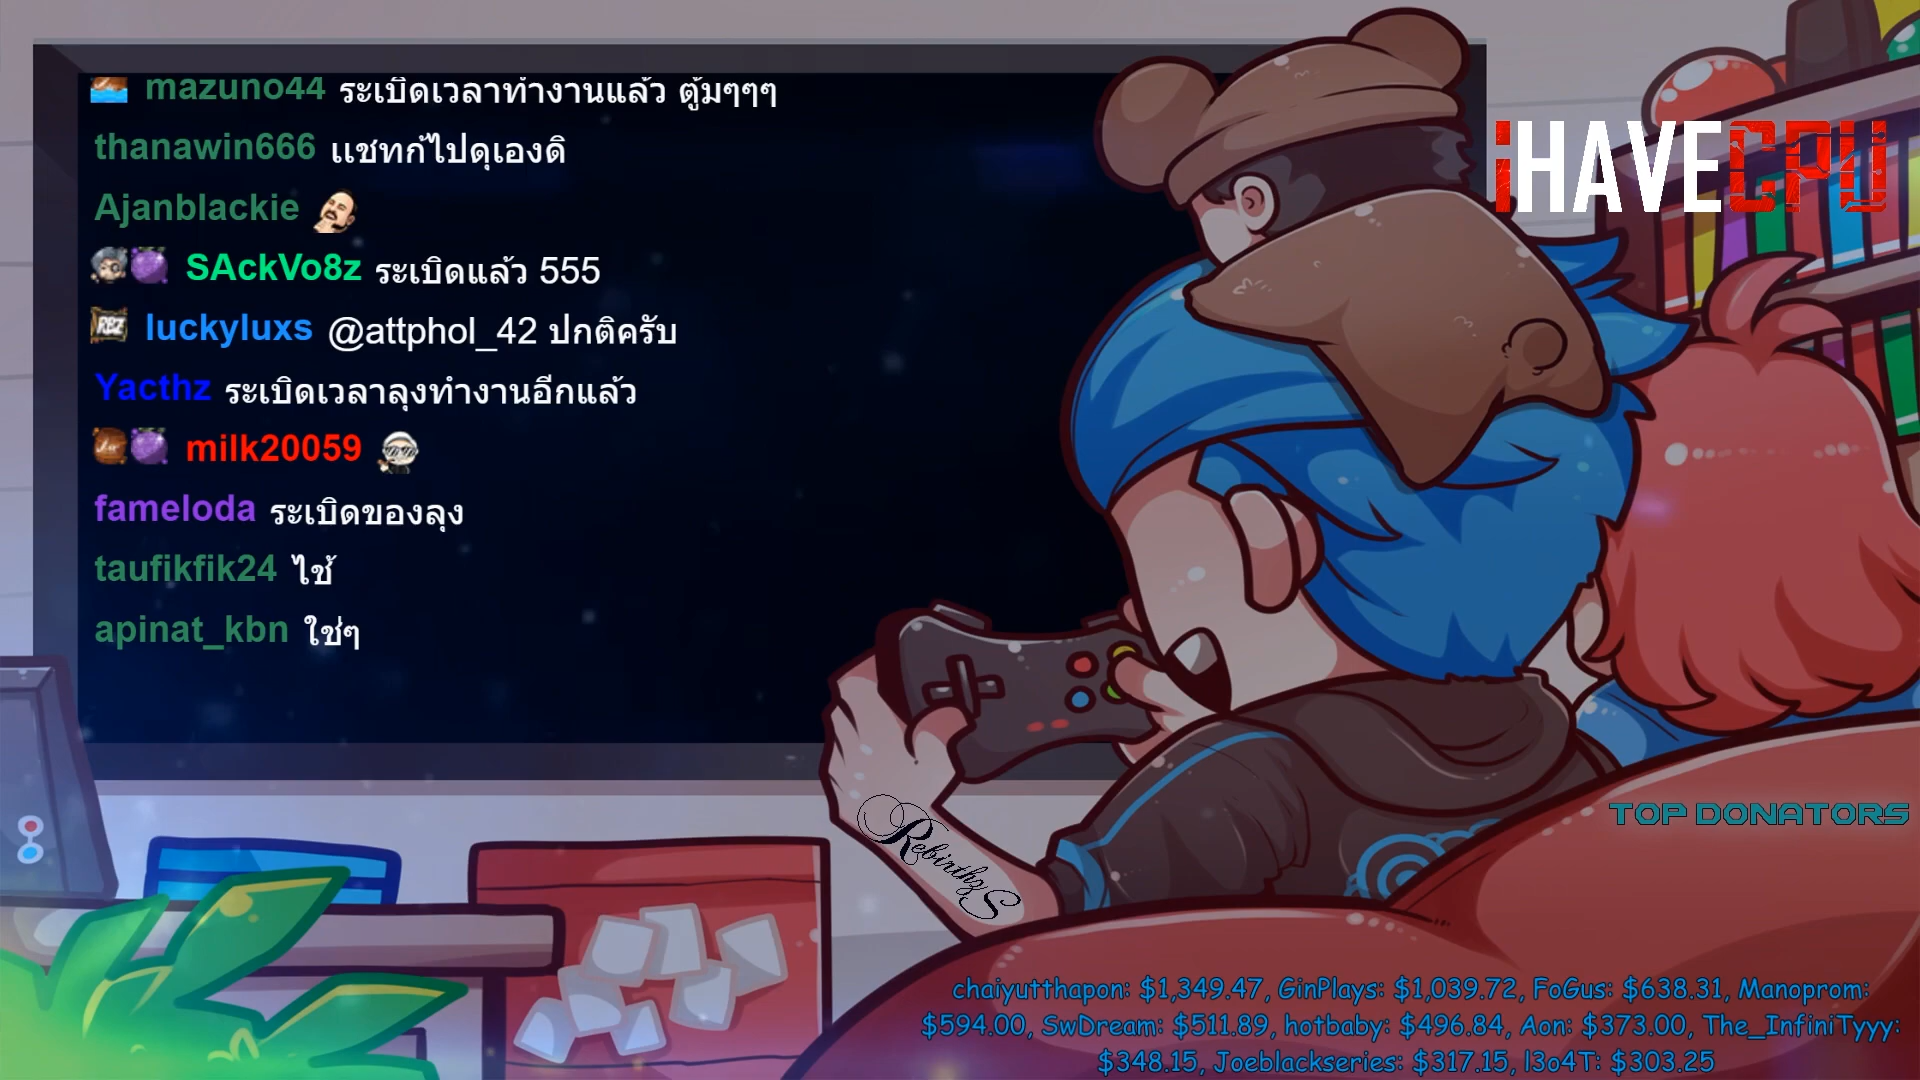 mazuno44 ระเบิดเวลาทำงานแล้ว ตู้มๆๆๆ
iHAVECPU
thanawin666 แชทก้ไปดุเองดิ
Ajanblackie
SAckVo8z ระเบิดแล้ว 555
RBZ luckyluxs @attphol_42 ปกติครับ
Yacthz ระเบิดเวลาลุงทำงานอีกแล้ว
milk20059
fameloda ระเบิดของลุง
taufikfik24 ไช้
apinat_kbn ใช่ๆ
TOP DONATORS
RebirthzS
chaiyutthapon: $1,349.47, GinPlays: $1,039.72, FoGus: $638.31, Manoprom:
$594.00, SwDream: $511.89, hotbaby: $496.84, Aon: $373.00, The_InfiniTyyy:
$348.15, Joeblackseries: $317.15, l3o4T: $303.25